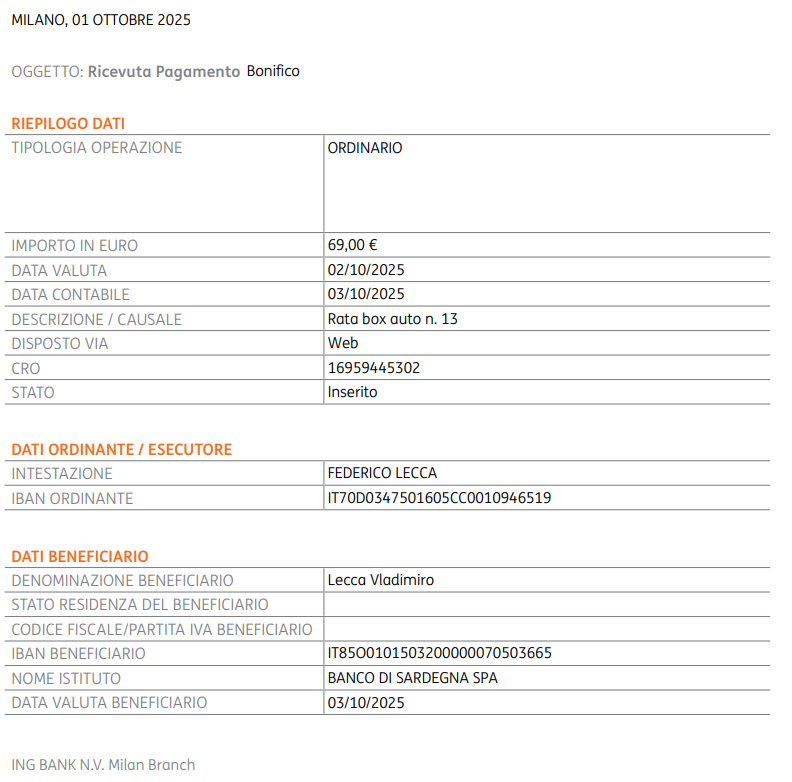 MILANO, 01 OTTOBRE 2025
OGGETTO: Ricevuta Pagamento Bonifico
RIEPILOGO DATI
TIPOLOGIA OPERAZIONE ORDINARIO
IMPORTO IN EURO 69,00 €
DATA VALUTA 02/10/2025
DATA CONTABILE 03/10/2025
DESCRIZIONE / CAUSALE Rata box auto n. 13
DISPOSTO VIA Web
CRO 16959445302
STATO Inserito
DATI ORDINANTE / ESECUTORE
INTESTAZIONE FEDERICO LECCA
IBAN ORDINANTE IT70D0347501605CC0010946519
DATI BENEFICIARIO
DENOMINAZIONE BENEFICIARIO Lecca Vladimiro
STATO RESIDENZA DEL BENEFICIARIO
CODICE FISCALE/PARTITA IVA BENEFICIARIO
IBAN BENEFICIARIO IT85O0101503200000070503665
NOME ISTITUTO BANCO DI SARDEGNA SPA
DATA VALUTA BENEFICIARIO 03/10/2025
ING BANK N.V. Milan Branch